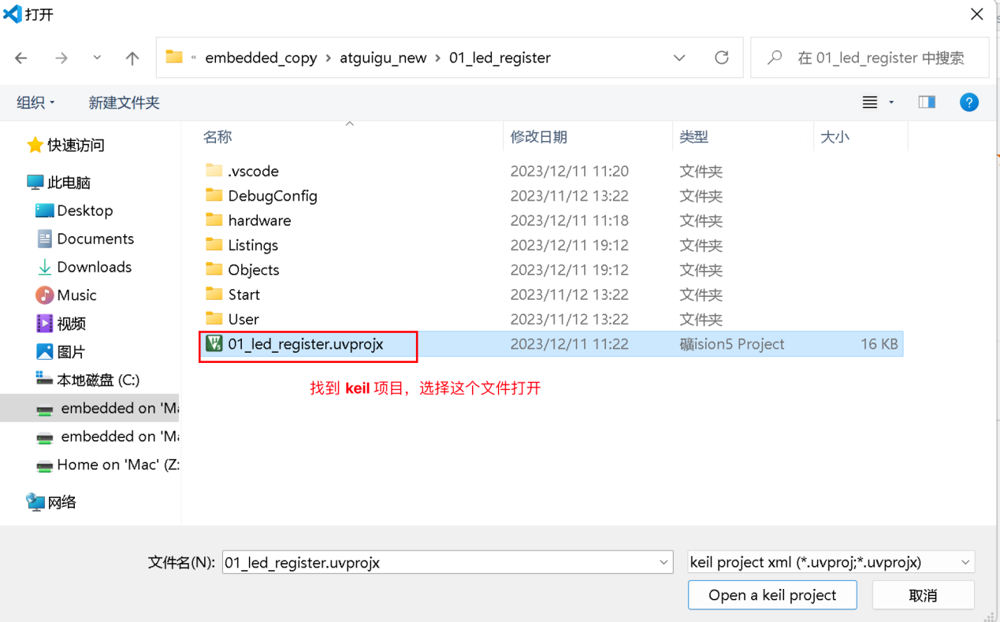 打开
« embedded_copy › atguigu_new › 01_led_register
在 01_led_register 中搜索
组织
新建文件夹
名称 修改日期 类型 大小
快速访问
此电脑
Desktop
Documents
Downloads
Music
视频
图片
本地磁盘 (C:)
embedded on 'Ma
embedded on 'Ma
Home on 'Mac' (Z:
网络
.vscode 2023/12/11 11:20 文件夹
DebugConfig 2023/11/12 13:22 文件夹
hardware 2023/12/11 11:18 文件夹
Listings 2023/12/11 19:12 文件夹
Objects 2023/12/11 19:12 文件夹
Start 2023/11/12 13:22 文件夹
User 2023/11/12 13:22 文件夹
01_led_register.uvprojx 2023/12/11 11:22 礦ision5 Project 16 KB
找到 keil 项目，选择这个文件打开
文件名(N): 01_led_register.uvprojx
keil project xml (*.uvproj;*.uvprojx)
Open a keil project
取消